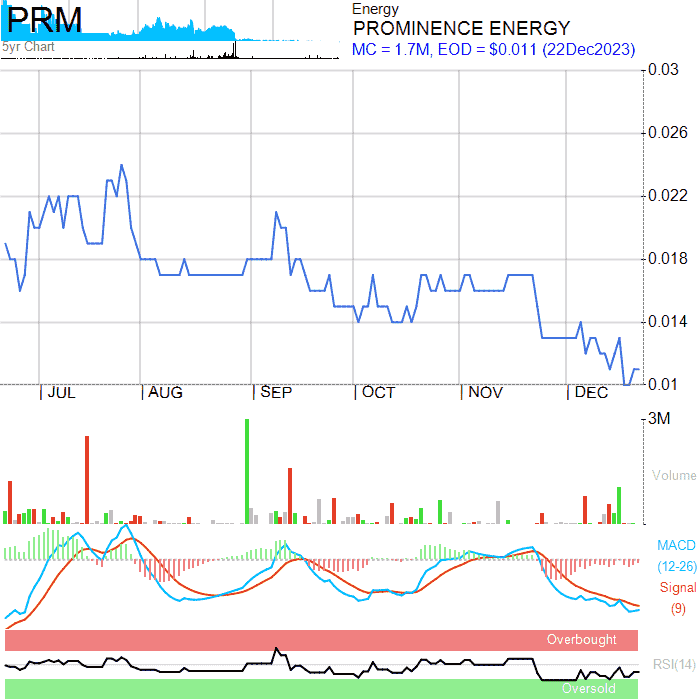 PRM
5yr Chart
Energy
PROMINENCE ENERGY
MC = 1.7M, EOD = $0.011 (22Dec2023)
0.03
0.026
0.022
0.018
0.014
0.01
JUL AUG SEP OCT NOV DEC
3M
Volume
MACD
(12-26)
Signal
(9)
Overbought
RSI(14)
Oversold